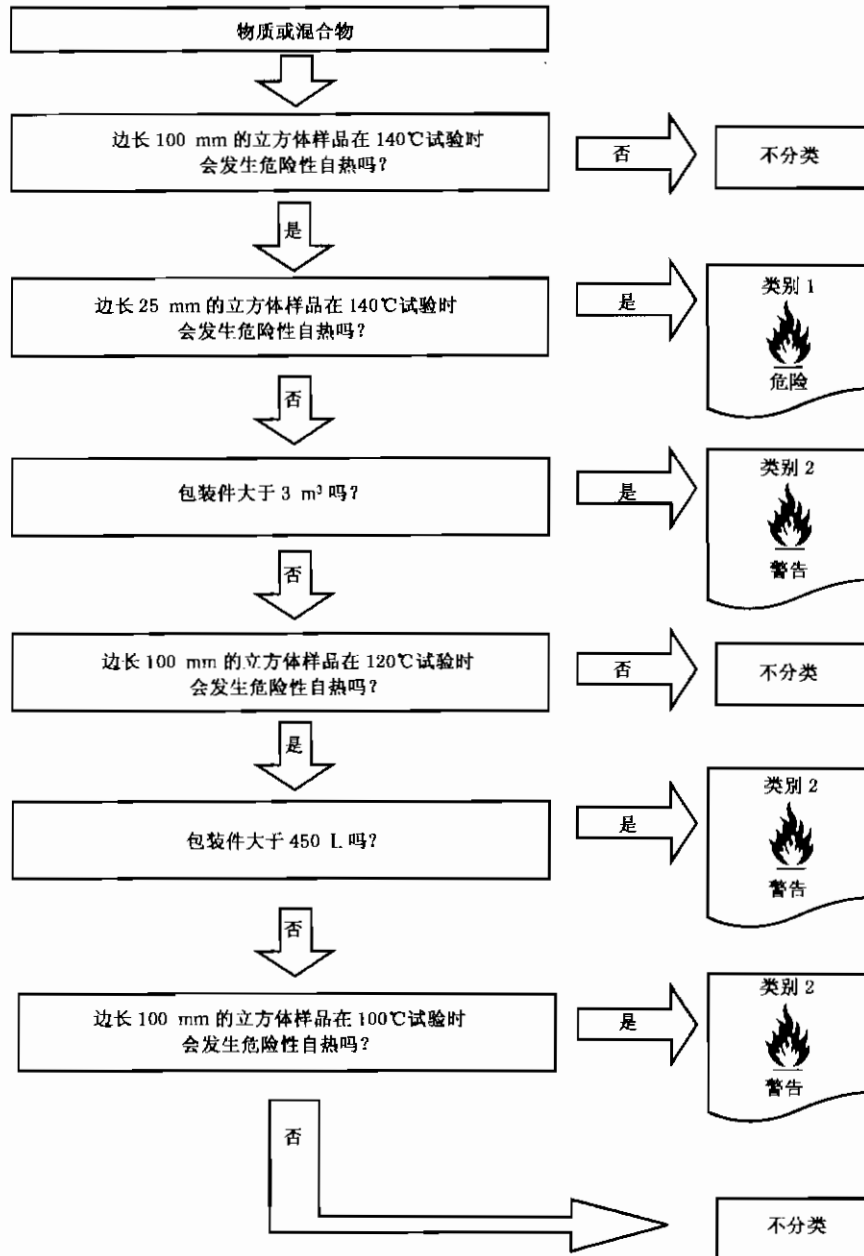 物质或混合物
边长 100 mm 的立方体样品在 140℃试验时
会发生危险性自热吗?
否
不分类
是
边长 25 mm 的立方体样品在 140℃试验时
会发生危险性自热吗?
是
类别 1
危险
否
包装件大于 3 m³ 吗?
是
类别 2
警告
否
边长 100 mm 的立方体样品在 120℃试验时
会发生危险性自热吗?
否
不分类
是
包装件大于 450 L 吗?
是
类别 2
警告
否
边长 100 mm 的立方体样品在 100℃试验时
会发生危险性自热吗?
是
类别 2
警告
否
不分类